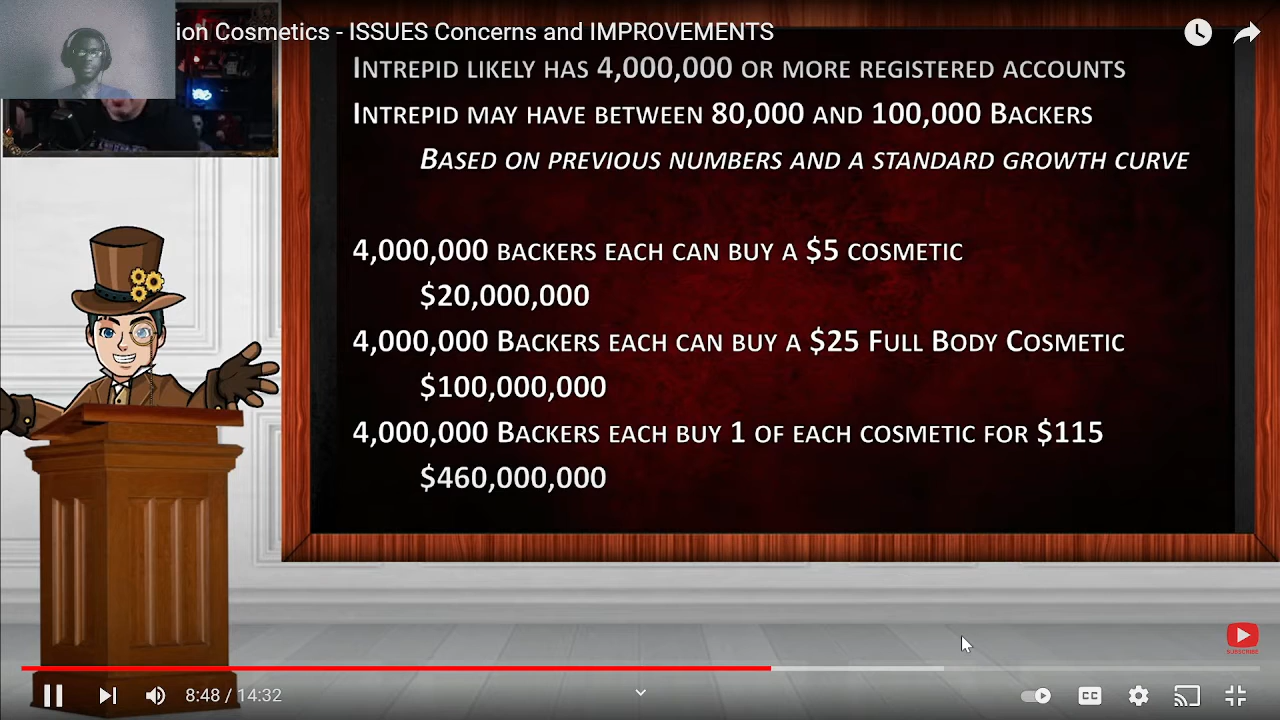 ion Cosmetics - ISSUES Concerns and IMPROVEMENTS
INTREPID LIKELY HAS 4,000,000 OR MORE REGISTERED ACCOUNTS
INTREPID MAY HAVE BETWEEN 80,000 AND 100,000 BACKERS
BASED ON PREVIOUS NUMBERS AND A STANDARD GROWTH CURVE
4,000,000 BACKERS EACH CAN BUY A $5 COSMETIC
$20,000,000
4,000,000 BACKERS EACH CAN BUY A $25 FULL BODY COSMETIC
$100,000,000
4,000,000 BACKERS EACH BUY 1 OF EACH COSMETIC FOR $115
$460,000,000
SUBSCRIBE
8:48 / 14:32
CC